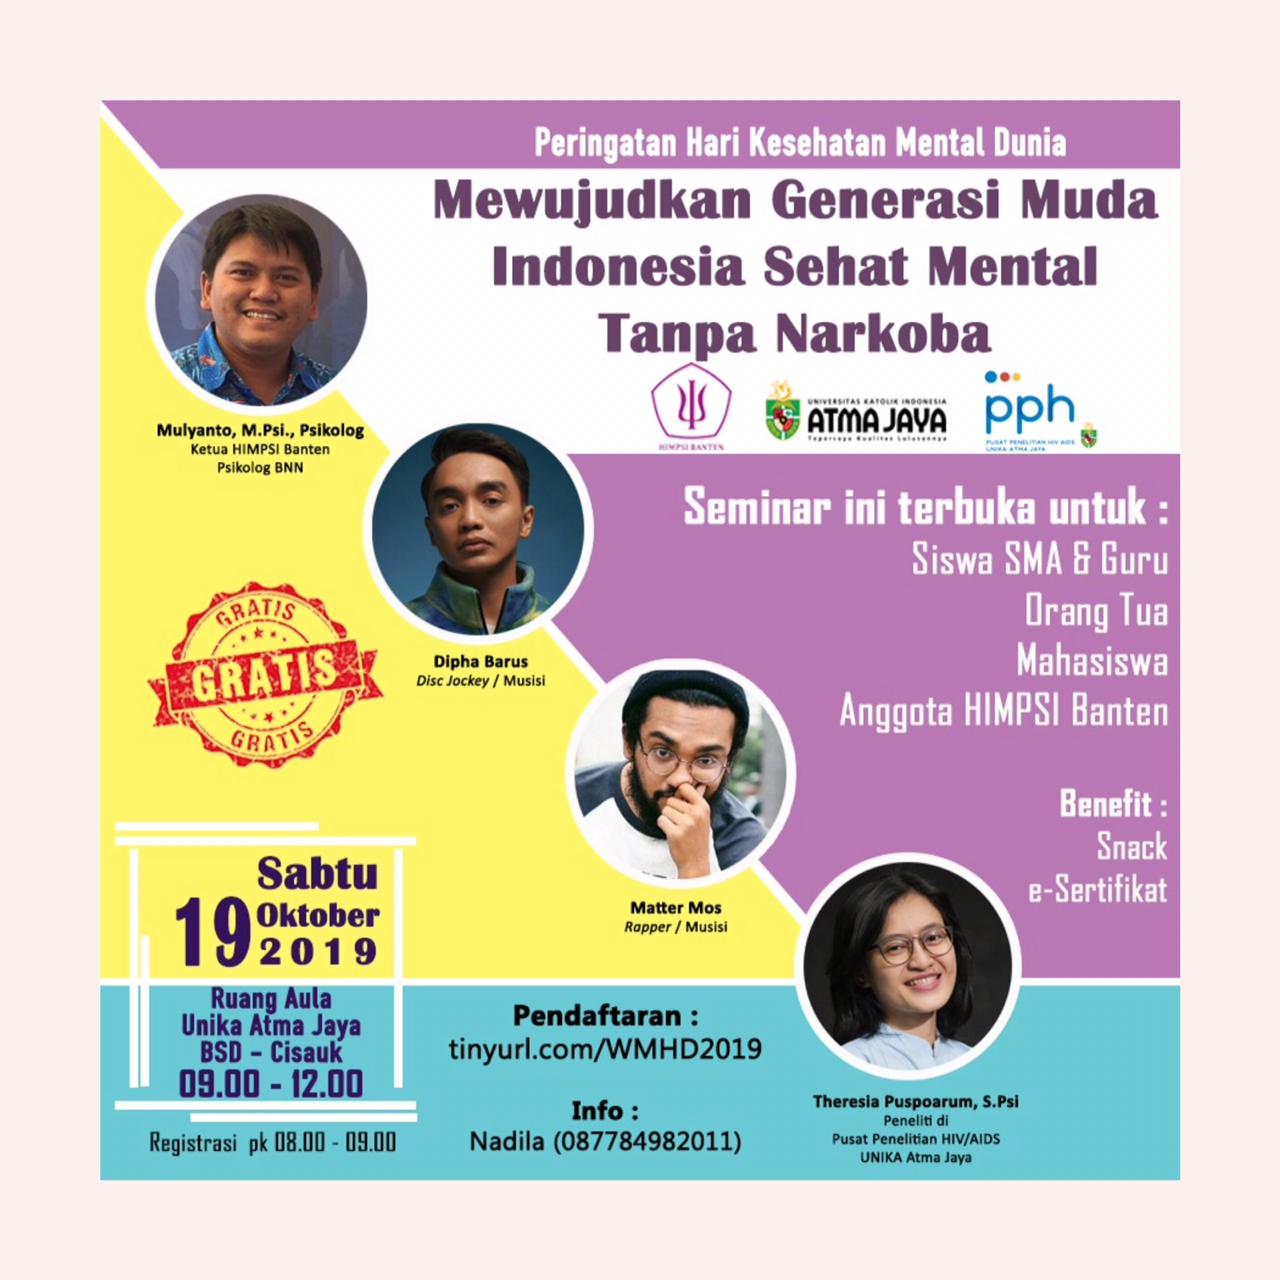 Peringatan Hari Kesehatan Mental Dunia
Mewujudkan Generasi Muda
Indonesia Sehat Mental
Tanpa Narkoba
HIMPSI BANTEN
UNIVERSITAS KATOLIK INDONESIA
ATMA JAYA
Tepercaya Kualitas Lulusannya
pph
PUSAT PENELITIAN HIV AIDS
UNIKA ATMA JAYA
Mulyanto, M.Psi., Psikolog
Ketua HIMPSI Banten
Psikolog BNN
Dipha Barus
Disc Jockey / Musisi
Matter Mos
Rapper / Musisi
Theresia Puspoarum, S.Psi
Peneliti di
Pusat Penelitian HIV/AIDS
UNIKA Atma Jaya
Seminar ini terbuka untuk :
Siswa SMA & Guru
Orang Tua
Mahasiswa
Anggota HIMPSI Banten
Benefit :
Snack
e-Sertifikat
GRATIS
GRATIS
GRATIS
Sabtu
19 Oktober
2019
Ruang Aula
Unika Atma Jaya
BSD - Cisauk
09.00 - 12.00
Registrasi pk 08.00 - 09.00
Pendaftaran :
tinyurl.com/WMHD2019
Info :
Nadila (087784982011)